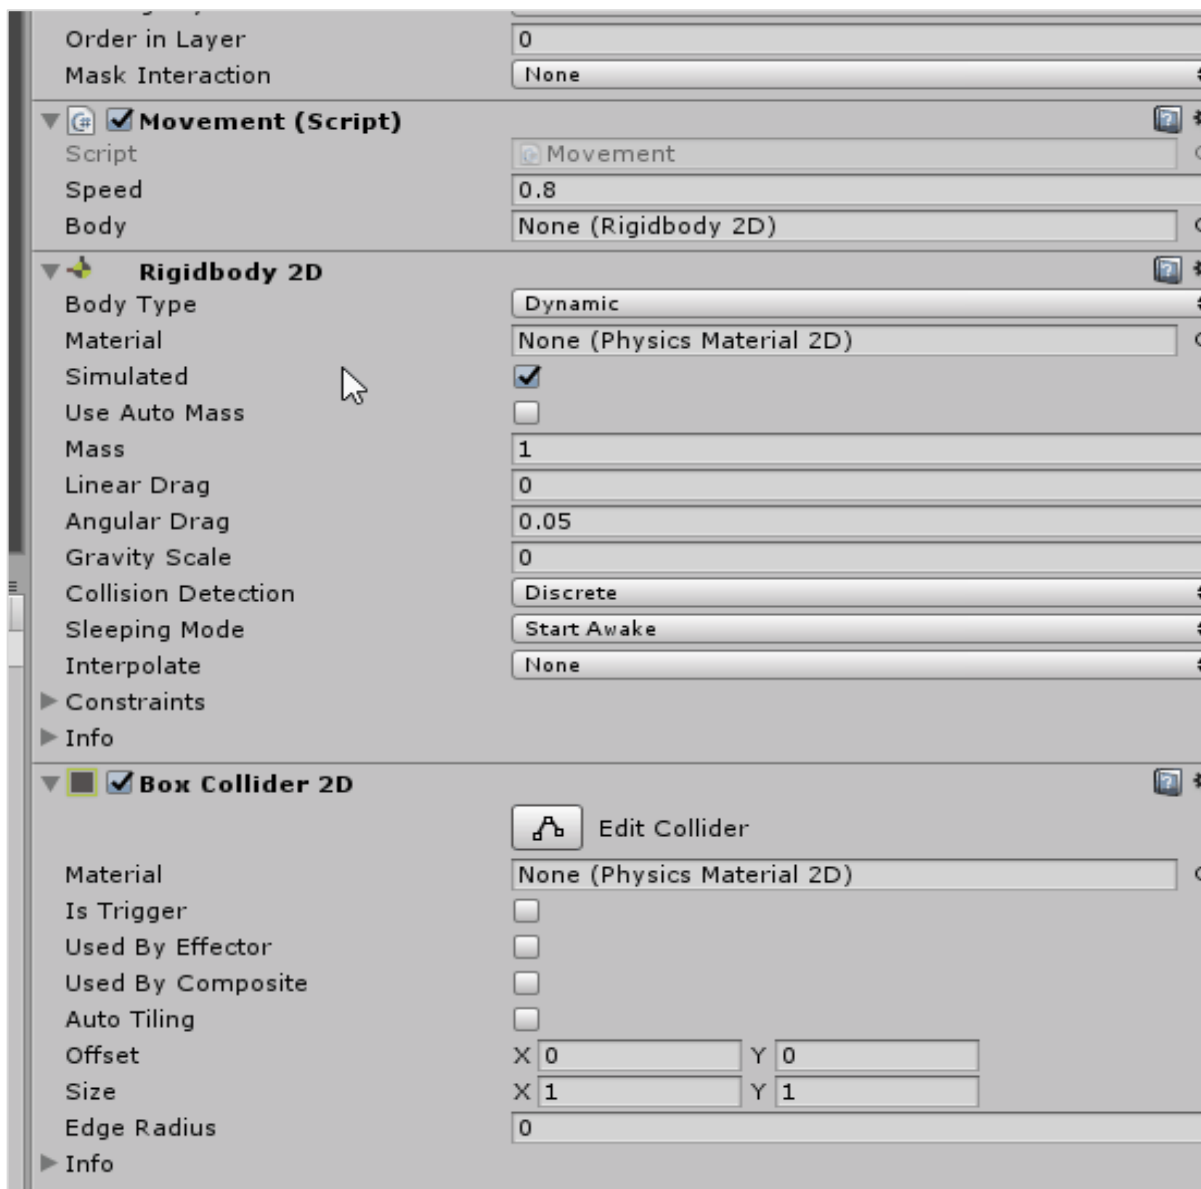 Order in Layer 0
Mask Interaction None
Movement (Script)
Script Movement
Speed 0.8
Body None (Rigidbody 2D)
Rigidbody 2D
Body Type Dynamic
Material None (Physics Material 2D)
Simulated
Use Auto Mass
Mass 1
Linear Drag 0
Angular Drag 0.05
Gravity Scale 0
Collision Detection Discrete
Sleeping Mode Start Awake
Interpolate None
Constraints
Info
Box Collider 2D
Edit Collider
Material None (Physics Material 2D)
Is Trigger
Used By Effector
Used By Composite
Auto Tiling
Offset X 0 Y 0
Size X 1 Y 1
Edge Radius 0
Info